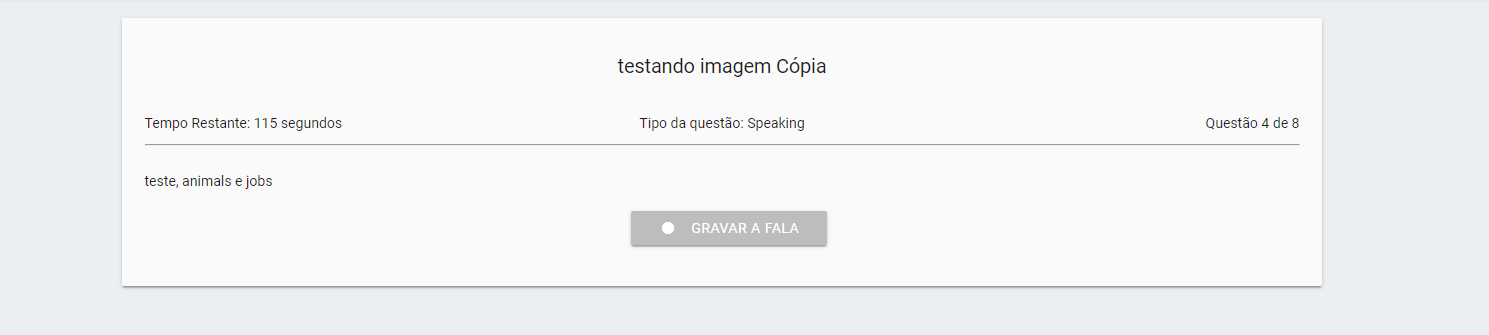 testando imagem Cópia
Tempo Restante: 115 segundos Tipo da questão: Speaking Questão 4 de 8
teste, animals e jobs
GRAVAR A FALA